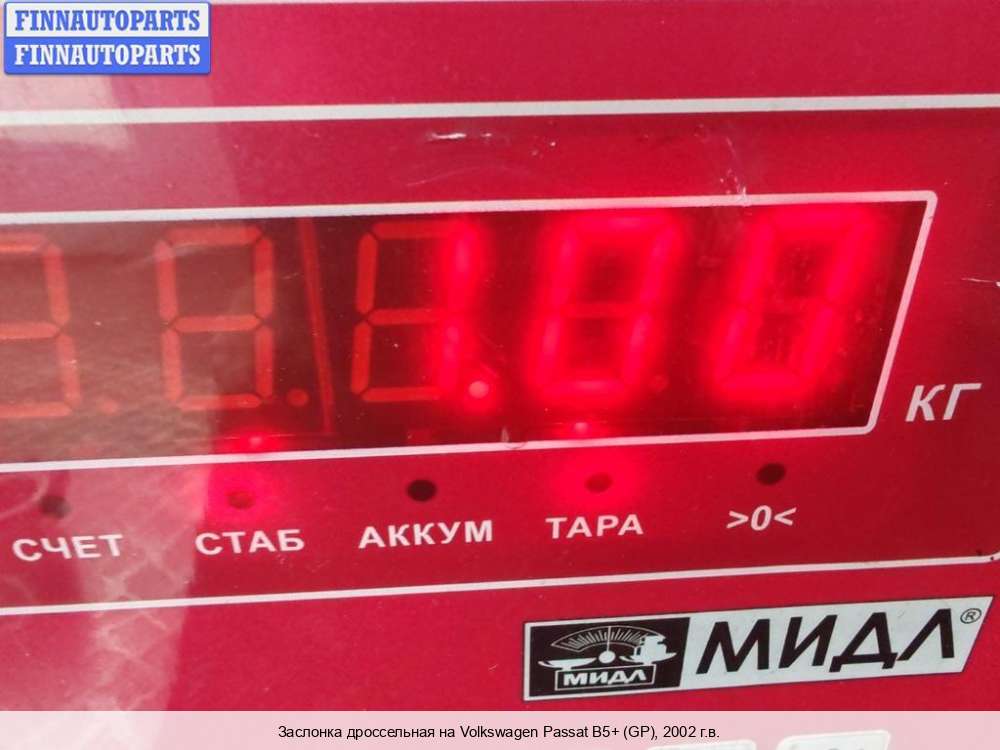 FINNAUTOPARTS
FINNAUTOPARTS
1.00
КГ
СЧЕТ
СТАБ
АККУМ
ТАРА
>0<
МИДЛ
МИДЛ®
Заслонка дроссельная на Volkswagen Passat B5+ (GP), 2002 г.в.